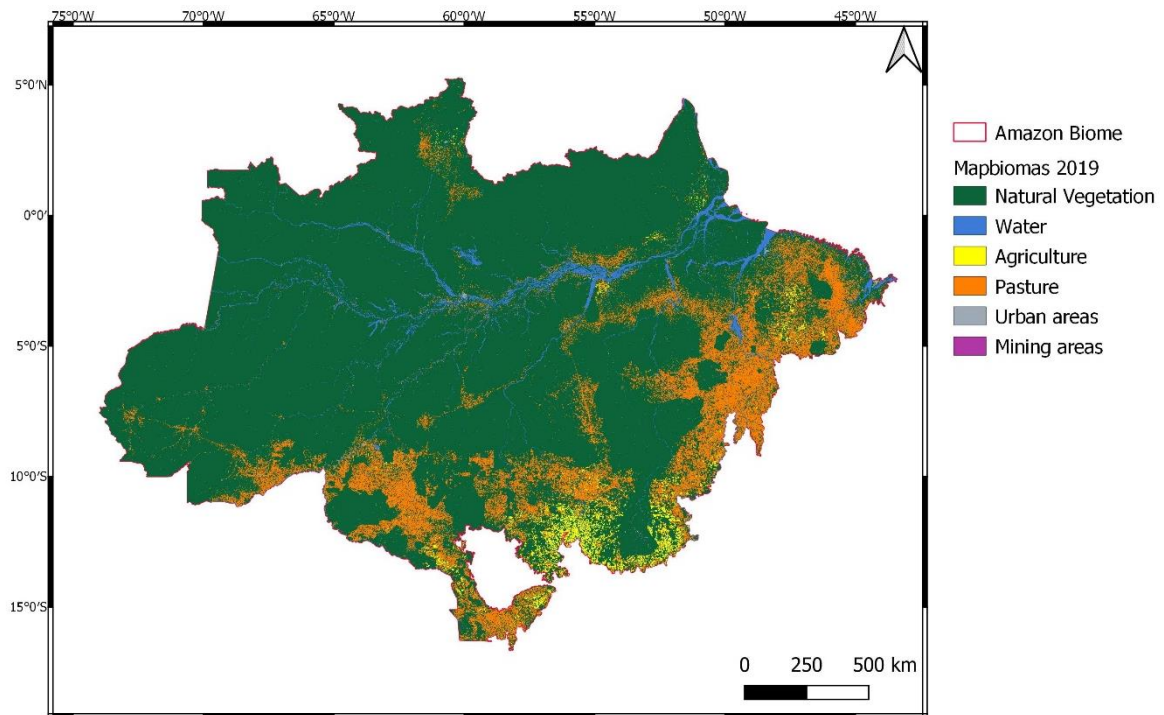 75°0'W 70°0'W 65°0'W 60°0'W 55°0'W 50°0'W 45°0'W
5°0'N
0°0'
5°0'S
10°0'S
15°0'S
0 250 500 km
Amazon Biome
Mapbiomas 2019
Natural Vegetation
Water
Agriculture
Pasture
Urban areas
Mining areas